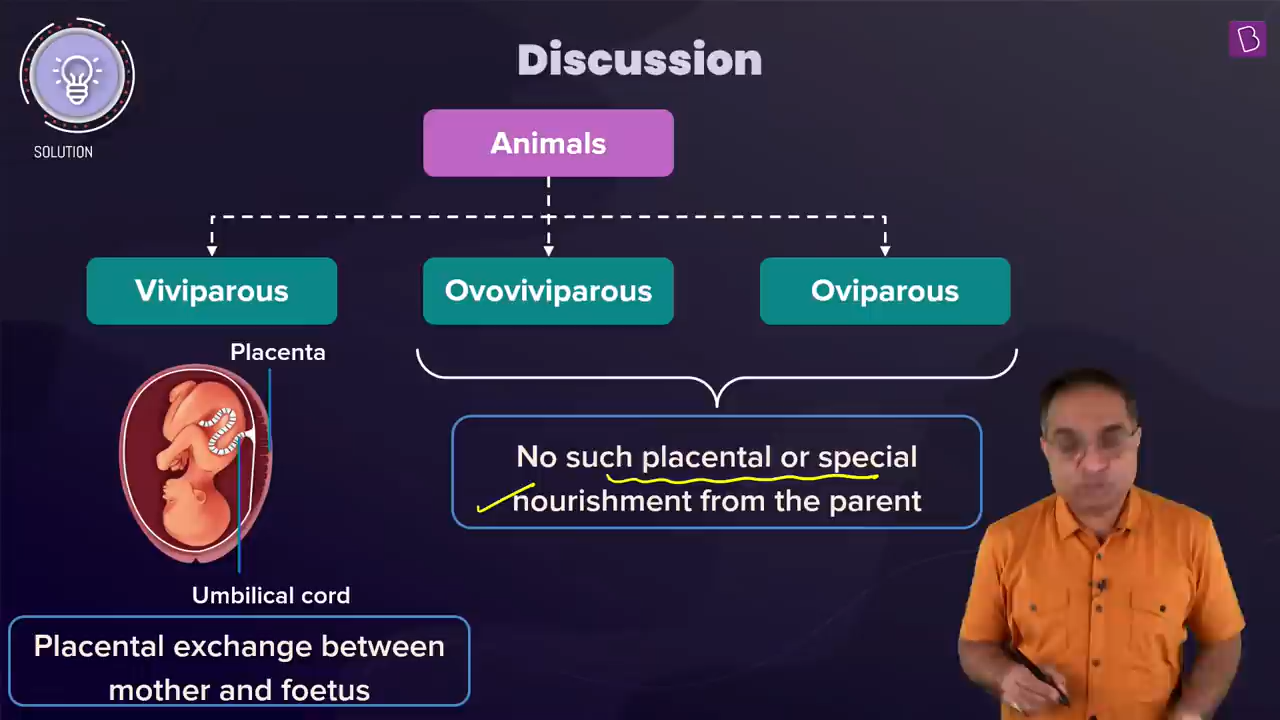 Discussion
SOLUTION
Animals
Viviparous
Ovoviviparous
Oviparous
Placenta
No such placental or special
nourishment from the parent
Umbilical cord
Placental exchange between
mother and foetus
B